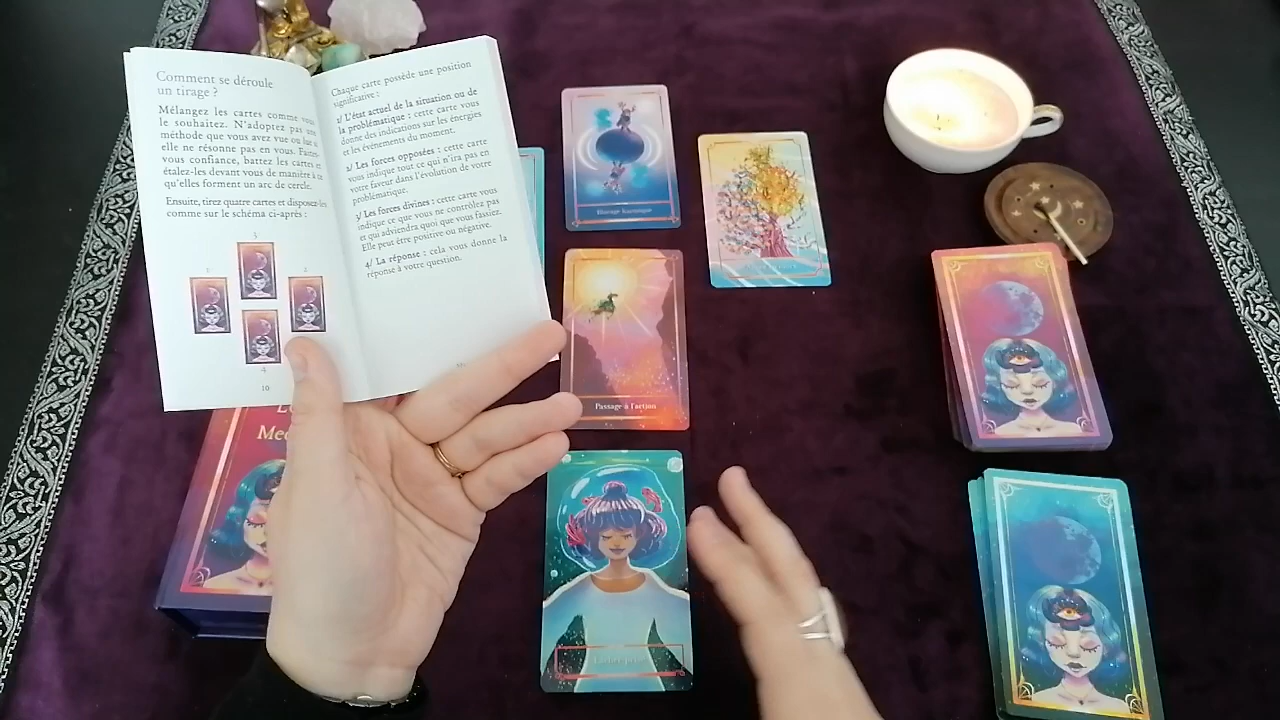 Comment se déroule
un tirage ?
Mélangez les cartes comme vous
le souhaitez. N'adoptez pas une
méthode que vous avez vue ou lue si
elle ne résonne pas en vous. Faites-
vous confiance, battez les cartes et
étalez-les devant vous de manière à ce
qu'elles forment un arc de cercle.
Ensuite, tirez quatre cartes et disposez-les
comme sur le schéma ci-après :
3
1
2
4
10
Chaque carte possède une position
significative :
1/ L'état actuel de la situation ou de
la problématique : cette carte vous
donne des indications sur les énergies
et les événements du moment.
2/ Les forces opposées : cette carte
vous indique tout ce qui n'ira pas en
votre faveur dans l'évolution de votre
problématique.
3/ Les forces divines : cette carte vous
indique ce que vous ne contrôlez pas
et qui adviendra quoi que vous fassiez.
Elle peut être positive ou négative.
4/ La réponse : cela vous donne la
réponse à votre question.
Passage à l'action